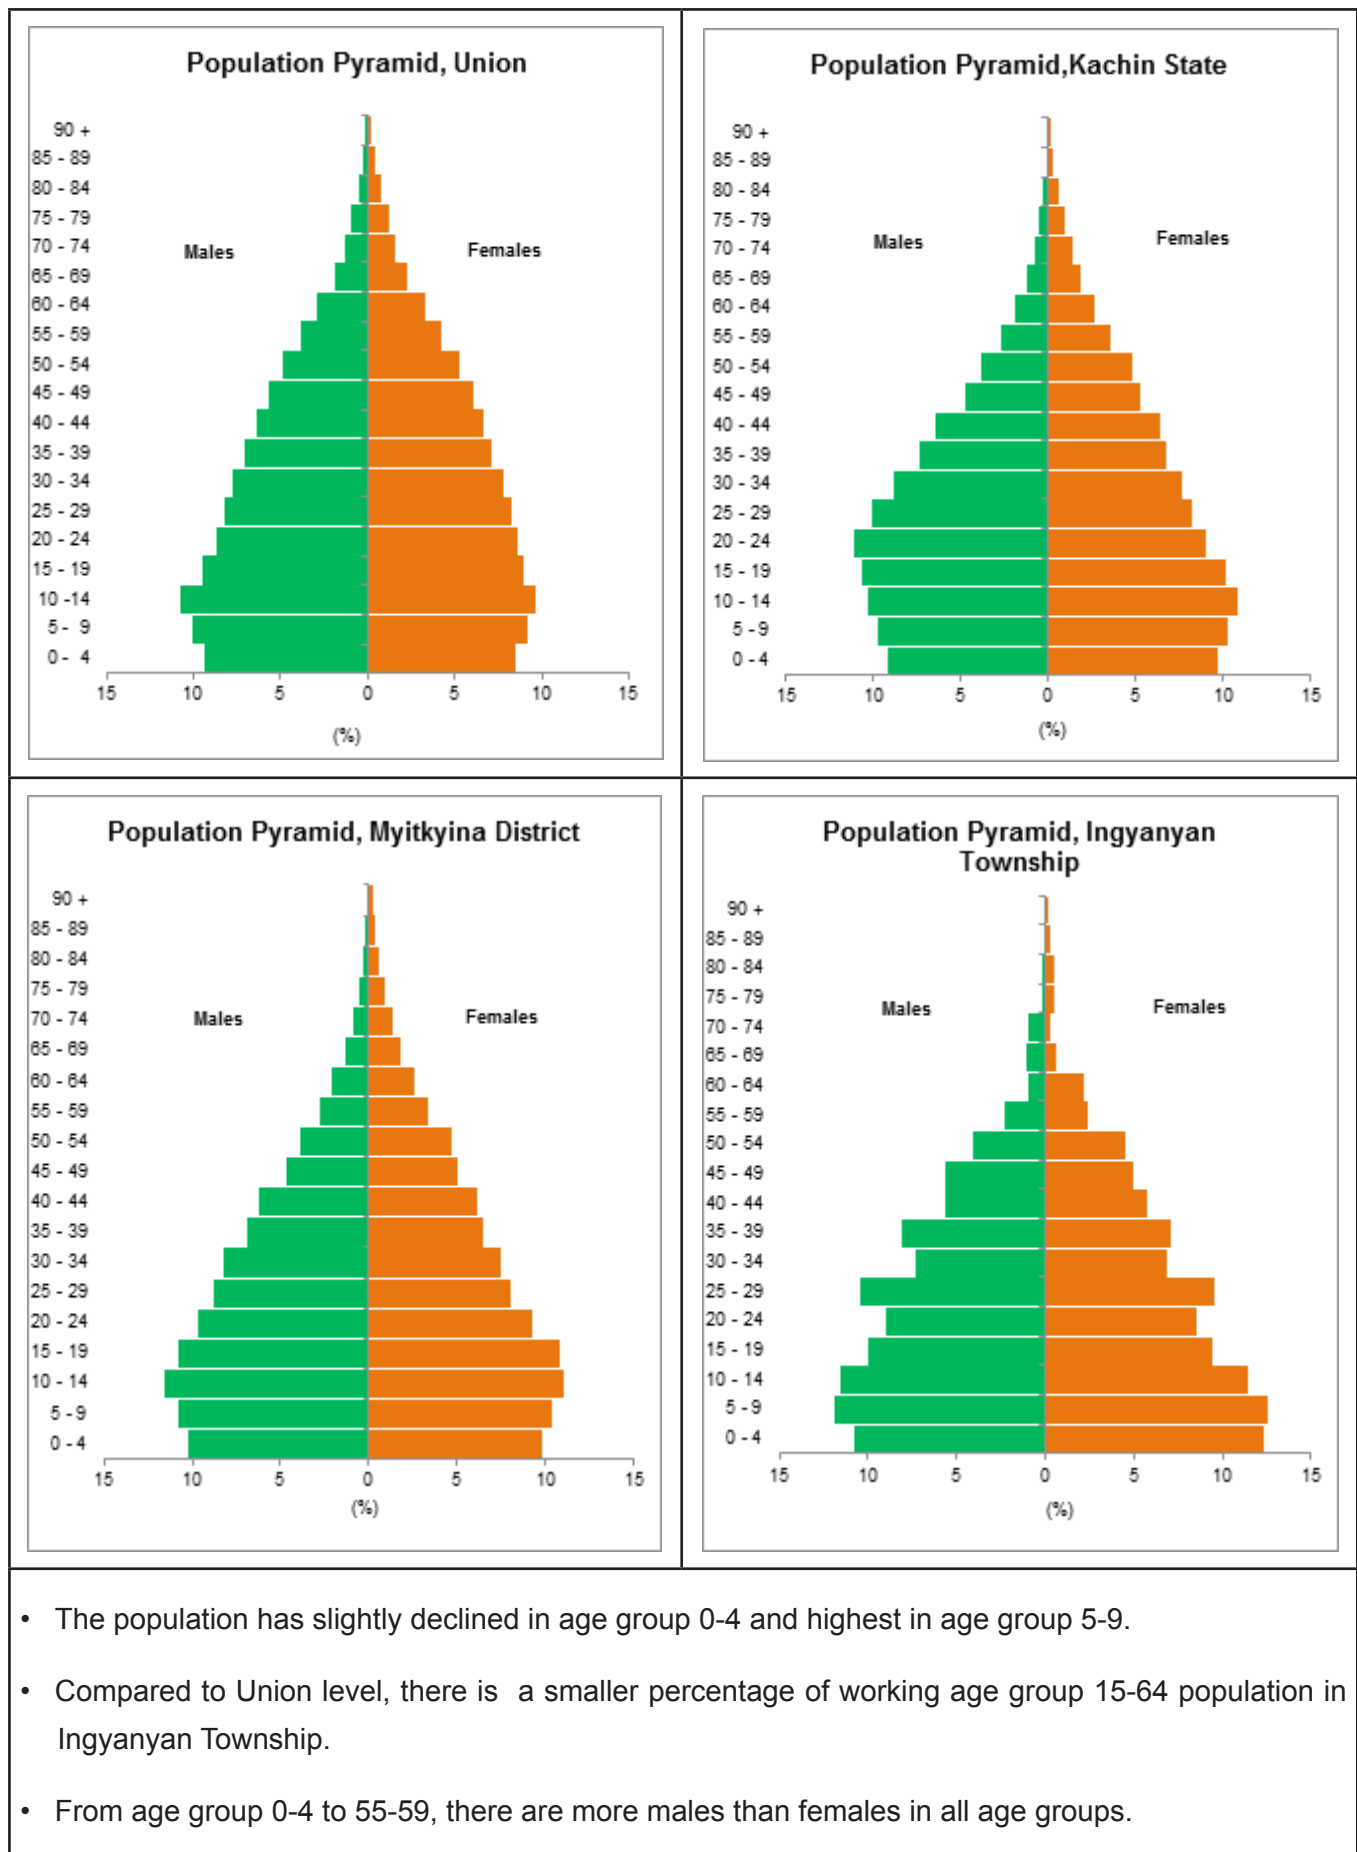 Population Pyramid, Union
90 +
85 - 89
80 - 84
75 - 79
70 - 74
65 - 69
60 - 64
55 - 59
50 - 54
45 - 49
40 - 44
35 - 39
30 - 34
25 - 29
20 - 24
15 - 19
10 -14
5 - 9
0 - 4
Males
Females
15 10 5 0 5 10 15
(%)
Population Pyramid,Kachin State
90 +
85 - 89
80 - 84
75 - 79
70 - 74
65 - 69
60 - 64
55 - 59
50 - 54
45 - 49
40 - 44
35 - 39
30 - 34
25 - 29
20 - 24
15 - 19
10 - 14
5 - 9
0 - 4
Males
Females
15 10 5 0 5 10 15
(%)
Population Pyramid, Myitkyina District
90 +
85 - 89
80 - 84
75 - 79
70 - 74
65 - 69
60 - 64
55 - 59
50 - 54
45 - 49
40 - 44
35 - 39
30 - 34
25 - 29
20 - 24
15 - 19
10 - 14
5 - 9
0 - 4
Males
Females
15 10 5 0 5 10 15
(%)
Population Pyramid, Ingyanyan
Township
90 +
85 - 89
80 - 84
75 - 79
70 - 74
65 - 69
60 - 64
55 - 59
50 - 54
45 - 49
40 - 44
35 - 39
30 - 34
25 - 29
20 - 24
15 - 19
10 - 14
5 - 9
0 - 4
Males
Females
15 10 5 0 5 10 15
(%)
• The population has slightly declined in age group 0-4 and highest in age group 5-9.
• Compared to Union level, there is a smaller percentage of working age group 15-64 population in
Ingyanyan Township.
• From age group 0-4 to 55-59, there are more males than females in all age groups.